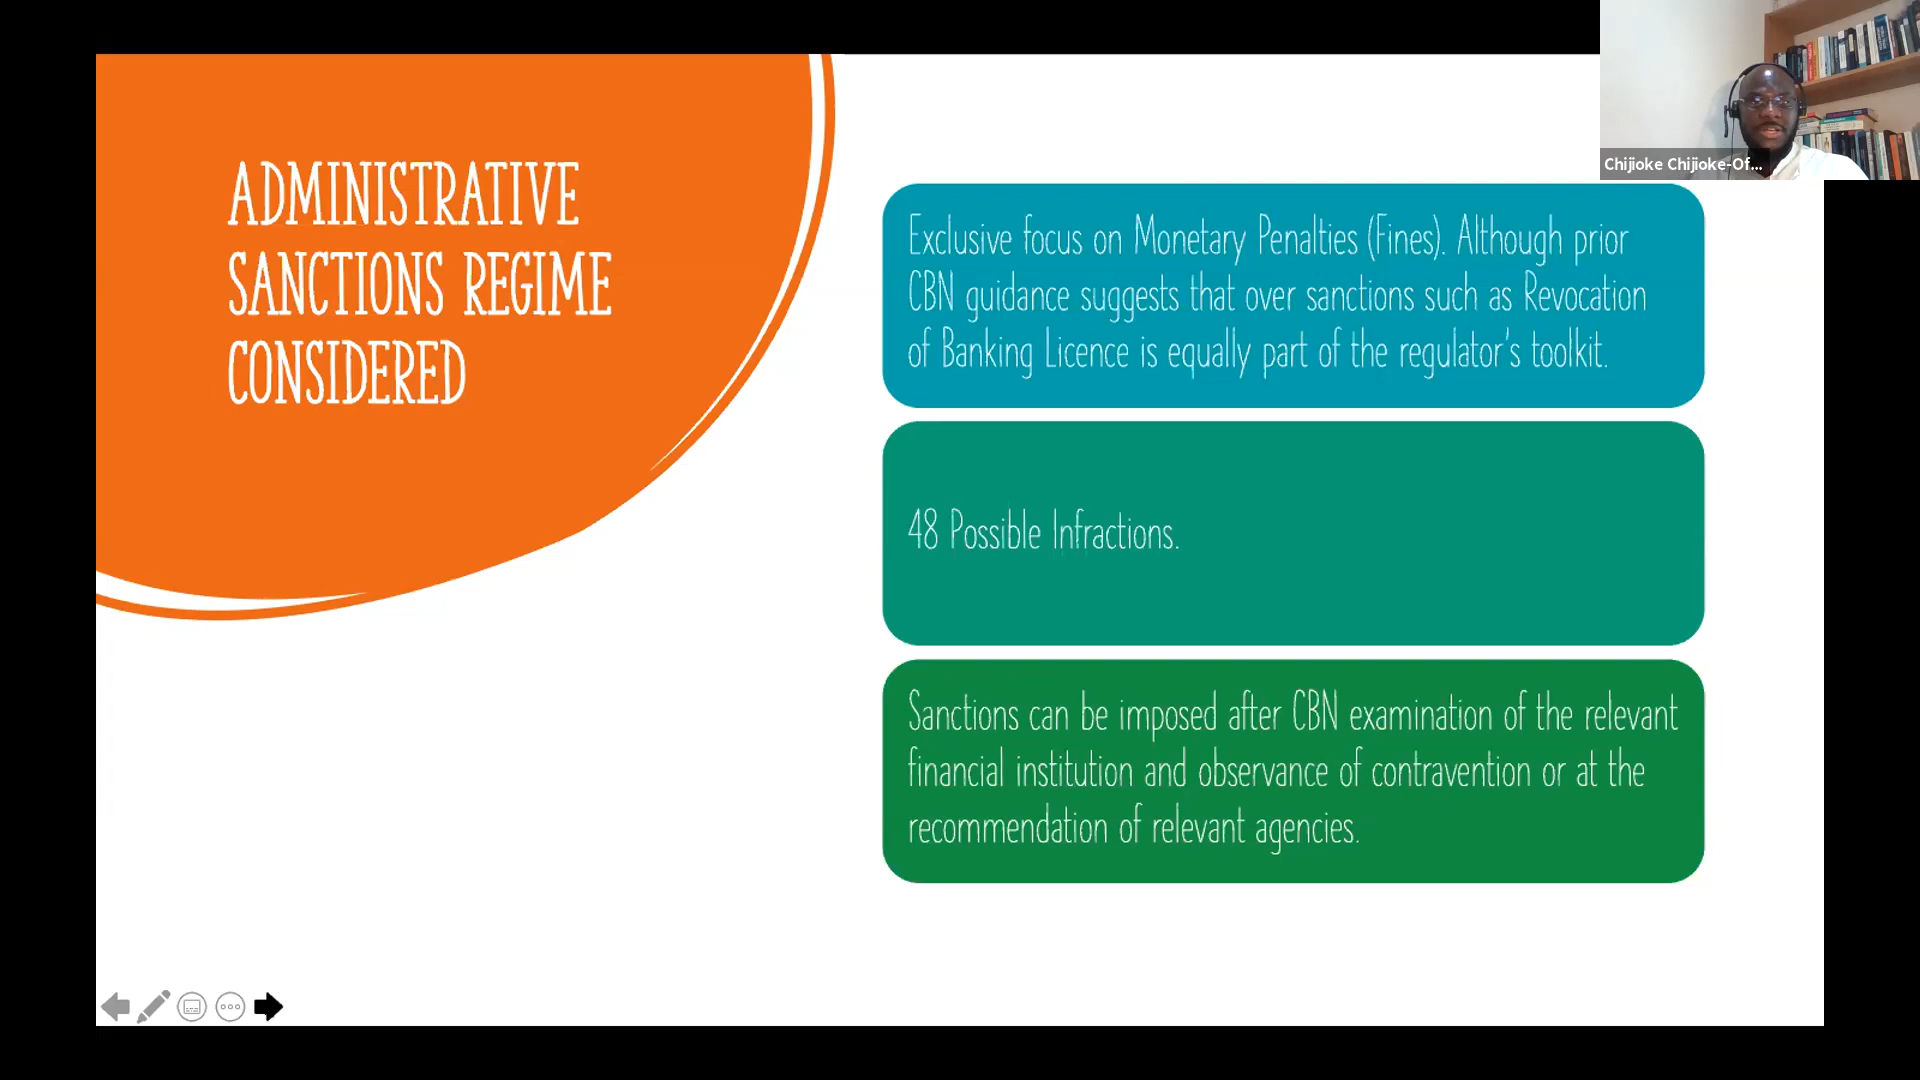 ADMINISTRATIVE
SANCTIONS REGIME
CONSIDERED
Exclusive focus on Monetary Penalties (Fines). Although prior
CBN guidance suggests that over sanctions such as Revocation
of Banking Licence is equally part of the regulator's toolkit.
48 Possible Infractions.
Sanctions can be imposed after CBN examination of the relevant
financial institution and observance of contravention or at the
recommendation of relevant agencies.
Chijioke Chijioke-Of...